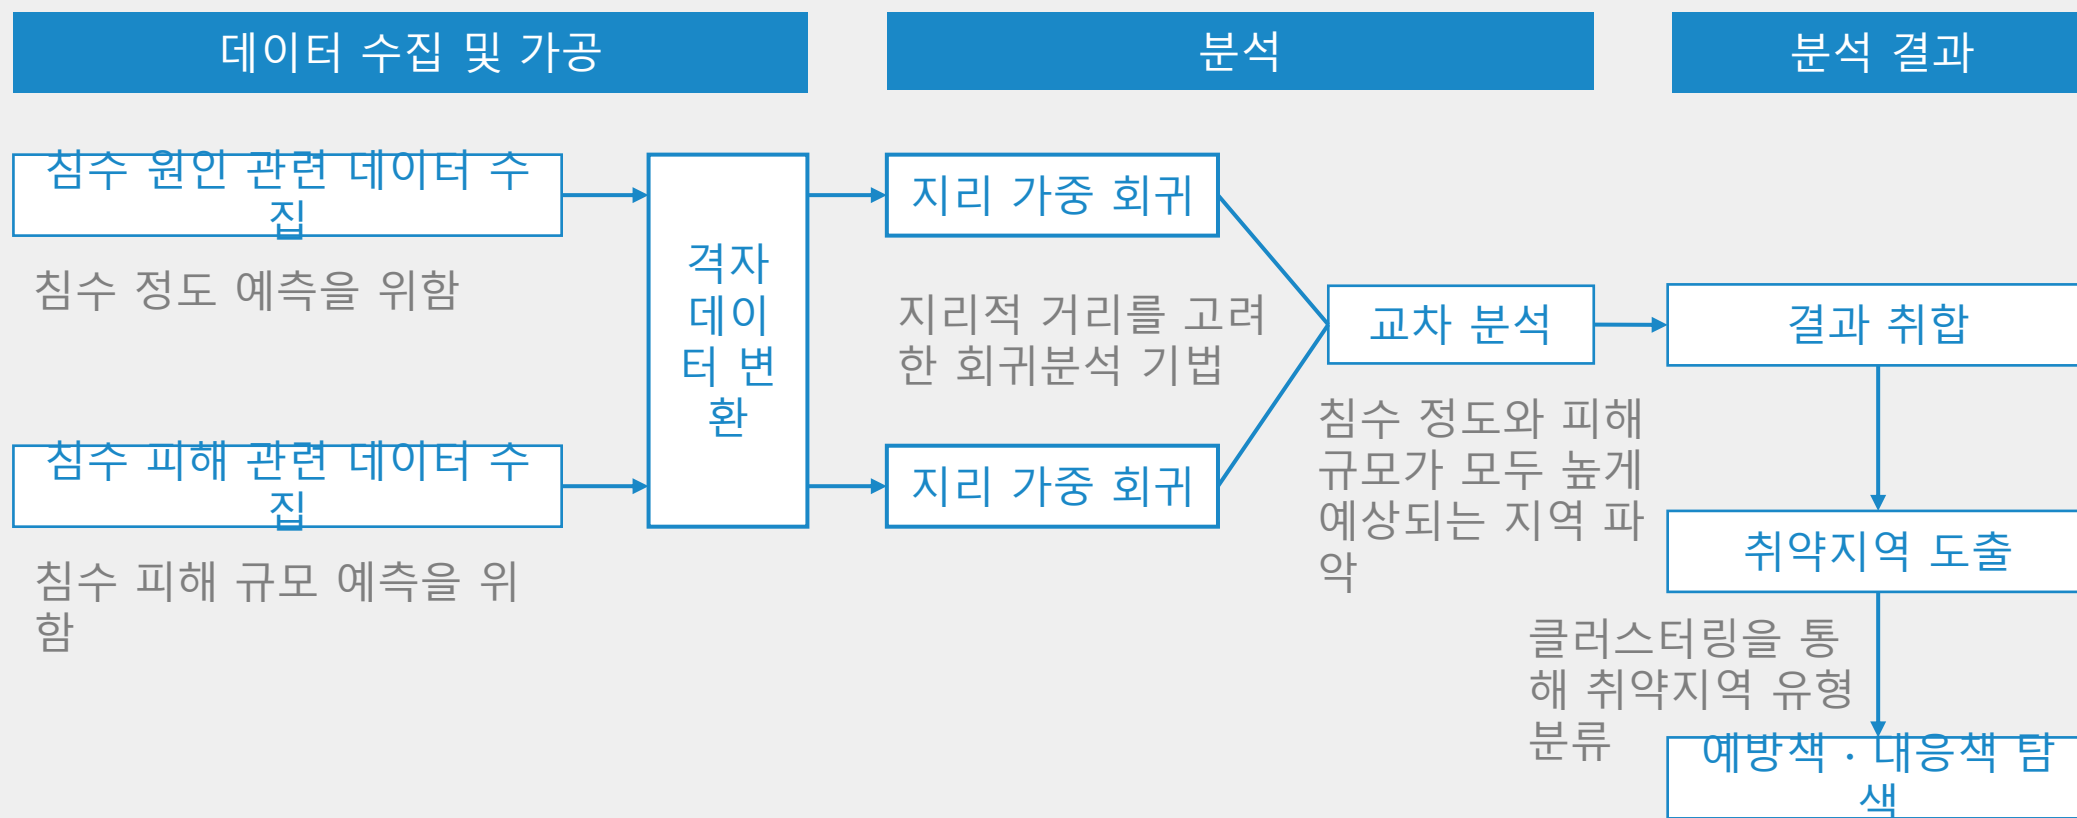 데이터 수집 및 가공
분석
분석 결과
침수 원인 관련 데이터 수
집
침수 정도 예측을 위함
침수 피해 관련 데이터 수
집
침수 피해 규모 예측을 위
함
격자
데이
터 변
환
지리 가중 회귀
지리적 거리를 고려
한 회귀분석 기법
지리 가중 회귀
교차 분석
침수 정도와 피해
규모가 모두 높게
예상되는 지역 파
악
결과 취합
취약지역 도출
클러스터링을 통
해 취약지역 유형
분류
예방책 · 대응책 탐
색